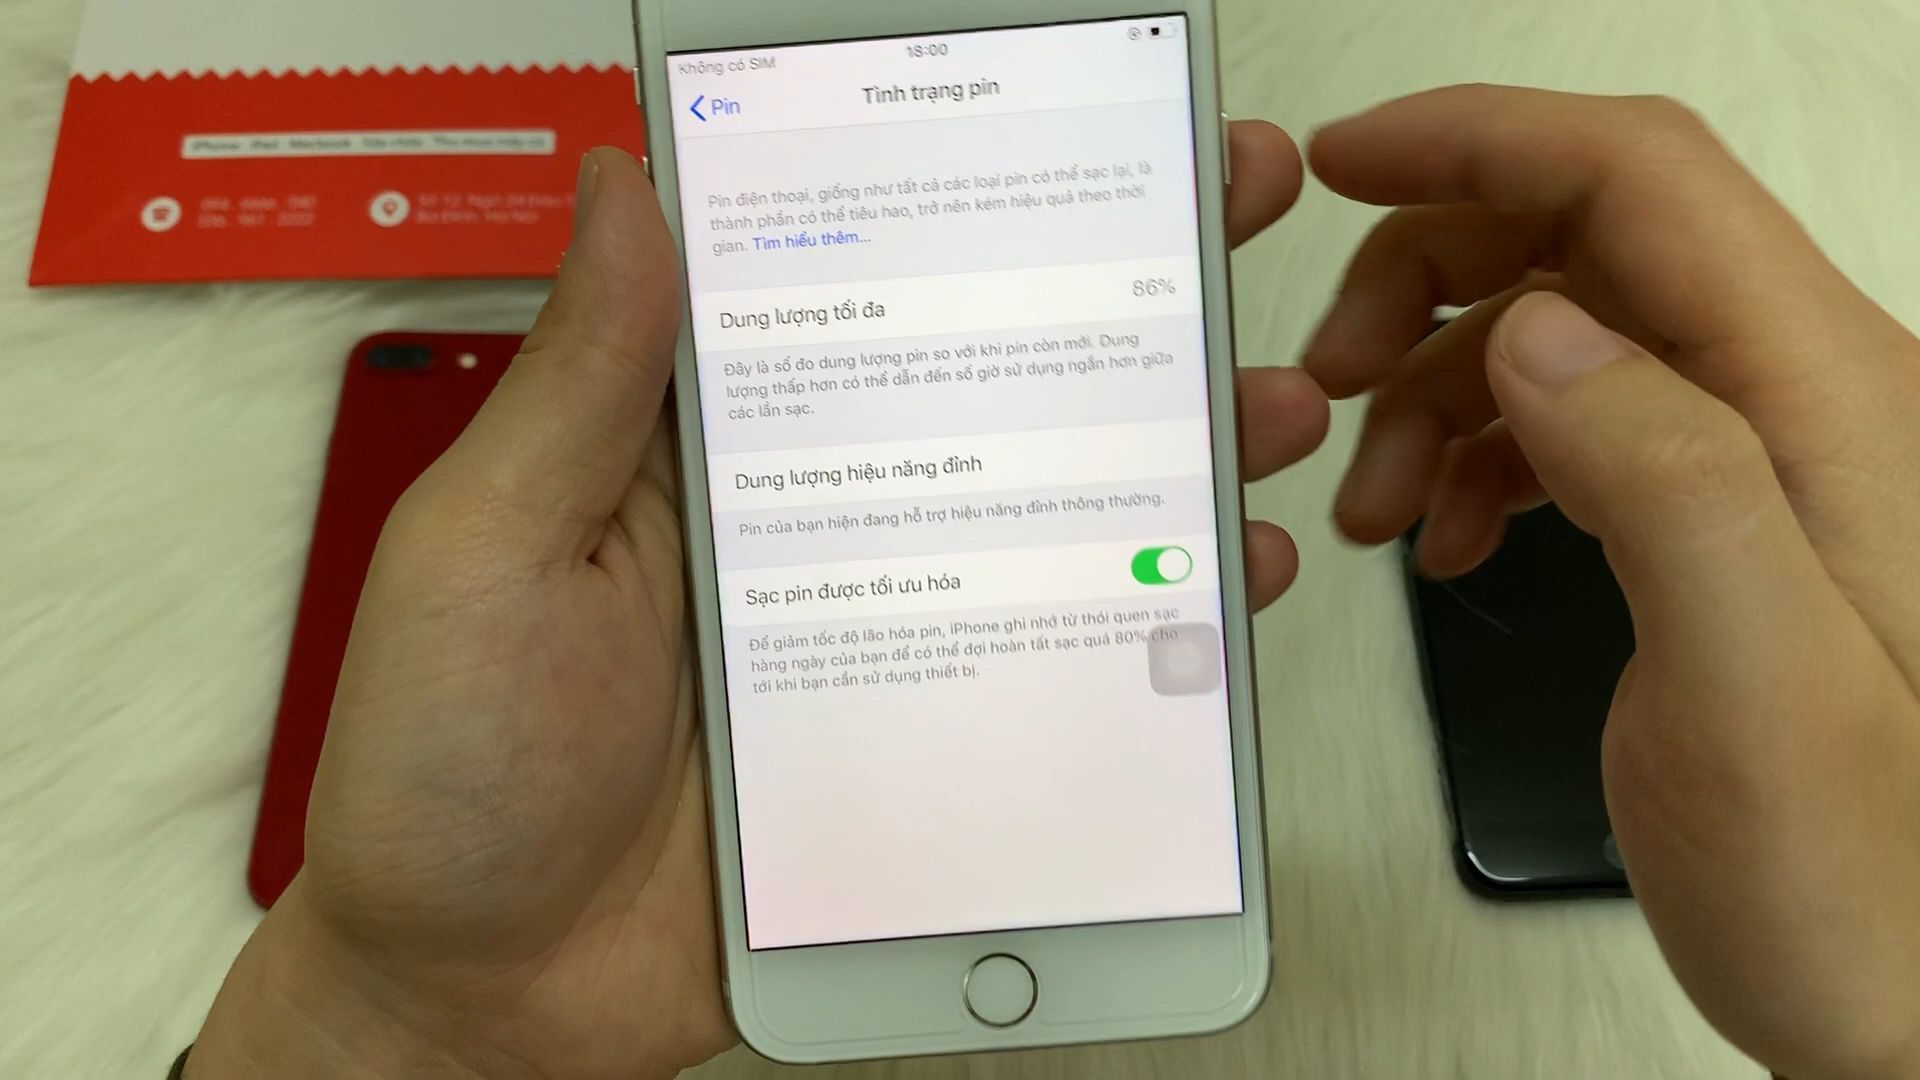 Không có SIM
18:00
Pin
Tình trạng pin
Pin điện thoại, giống như tất cả các loại pin có thể sạc lại, là
thành phần có thể tiêu hao, trở nên kém hiệu quả theo thời
gian. Tìm hiểu thêm...
Dung lượng tối đa
86%
Đây là số đo dung lượng pin so với khi pin còn mới. Dung
lượng thấp hơn có thể dẫn đến số giờ sử dụng ngắn hơn giữa
các lần sạc.
Dung lượng hiệu năng đỉnh
Pin của bạn hiện đang hỗ trợ hiệu năng đỉnh thông thường.
Sạc pin được tối ưu hóa
Để giảm tốc độ lão hóa pin, iPhone ghi nhớ từ thói quen sạc
hàng ngày của bạn để có thể đợi hoàn tất sạc quá 80% cho
tới khi bạn cần sử dụng thiết bị.
iPhone iPad Macbook